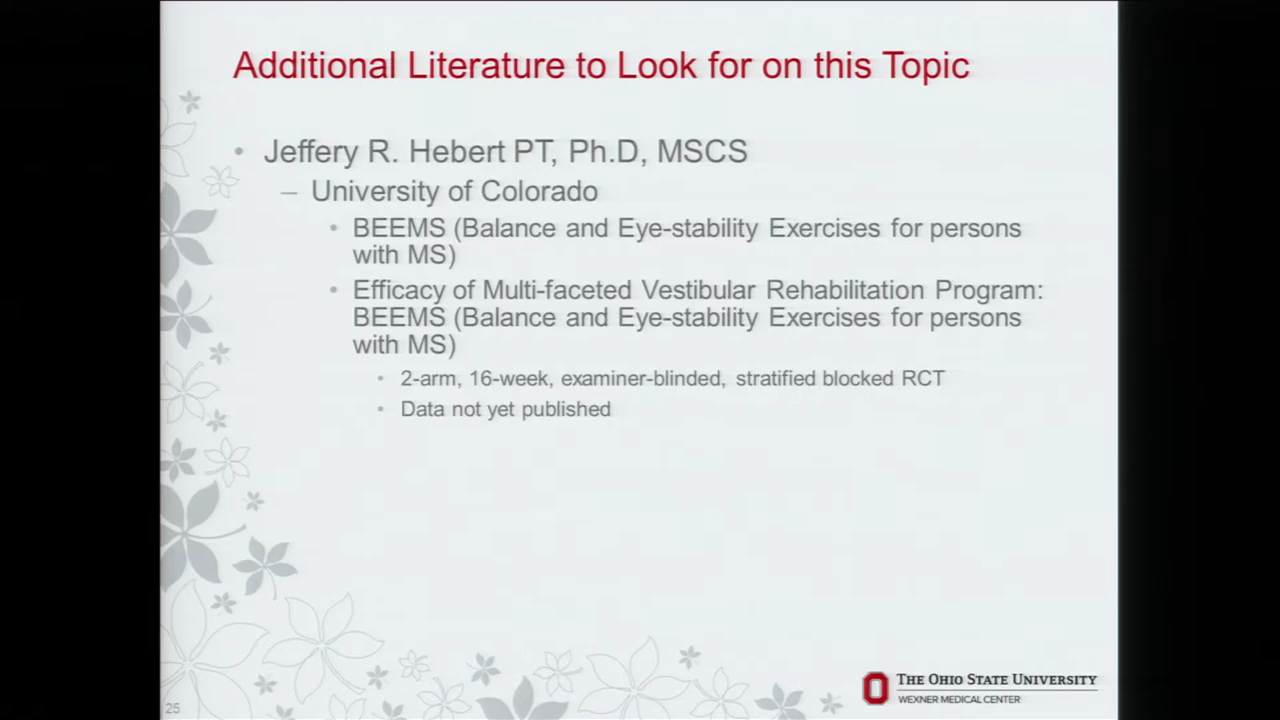 Additional Literature to Look for on this Topic
• Jeffery R. Hebert PT, Ph.D, MSCS
– University of Colorado
• BEEMS (Balance and Eye-stability Exercises for persons
with MS)
• Efficacy of Multi-faceted Vestibular Rehabilitation Program:
BEEMS (Balance and Eye-stability Exercises for persons
with MS)
• 2-arm, 16-week, examiner-blinded, stratified blocked RCT
• Data not yet published
THE OHIO STATE UNIVERSITY
WEXNER MEDICAL CENTER
25